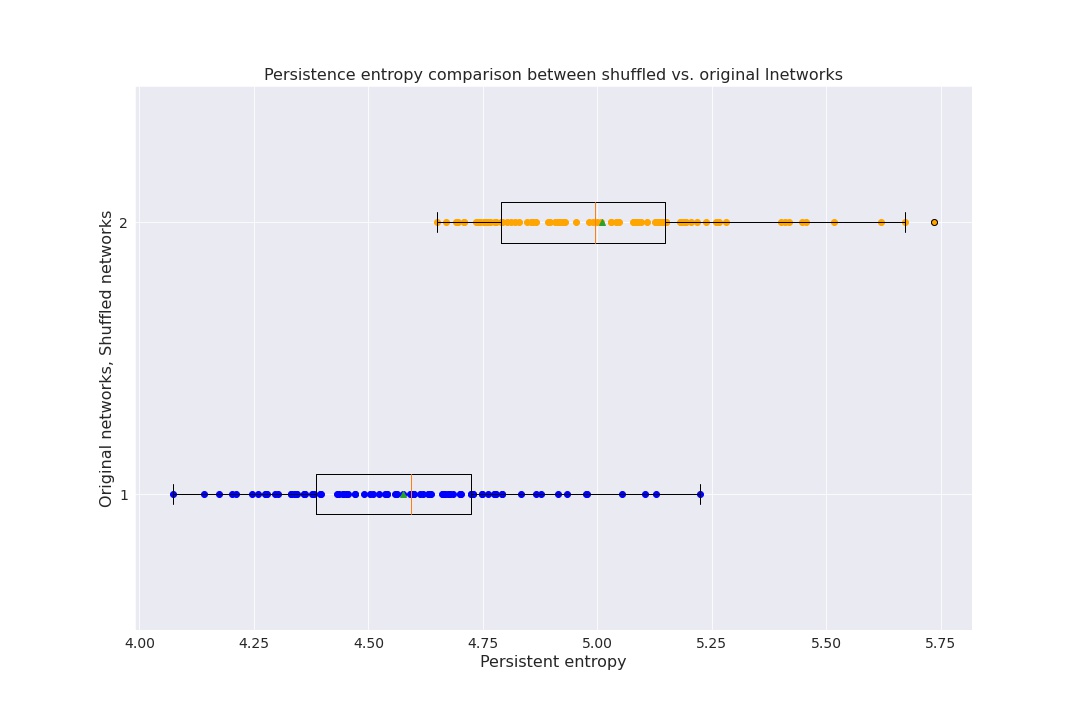 Persistence entropy comparison between shuffled vs. original lnetworks
Original networks, Shuffled networks
2
1
4.00 4.25 4.50 4.75 5.00 5.25 5.50 5.75
Persistent entropy